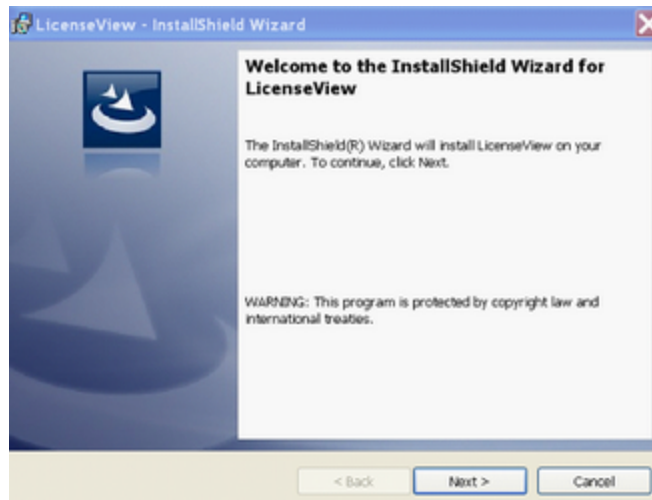 LicenseView - InstallShield Wizard
Welcome to the InstallShield Wizard for
LicenseView
The InstallShield(R) Wizard will install LicenseView on your
computer. To continue, click Next.
WARNING: This program is protected by copyright law and
international treaties.
< Back
Next >
Cancel